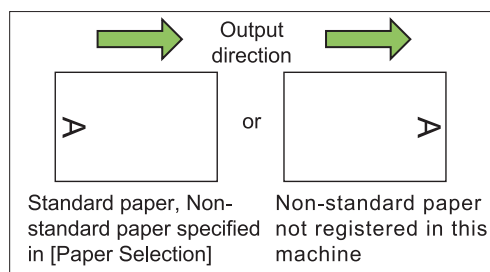 Output
direction
A
or
A
Standard paper, Non-
standard paper specified
in [Paper Selection]
Non-standard paper
not registered in this
machine